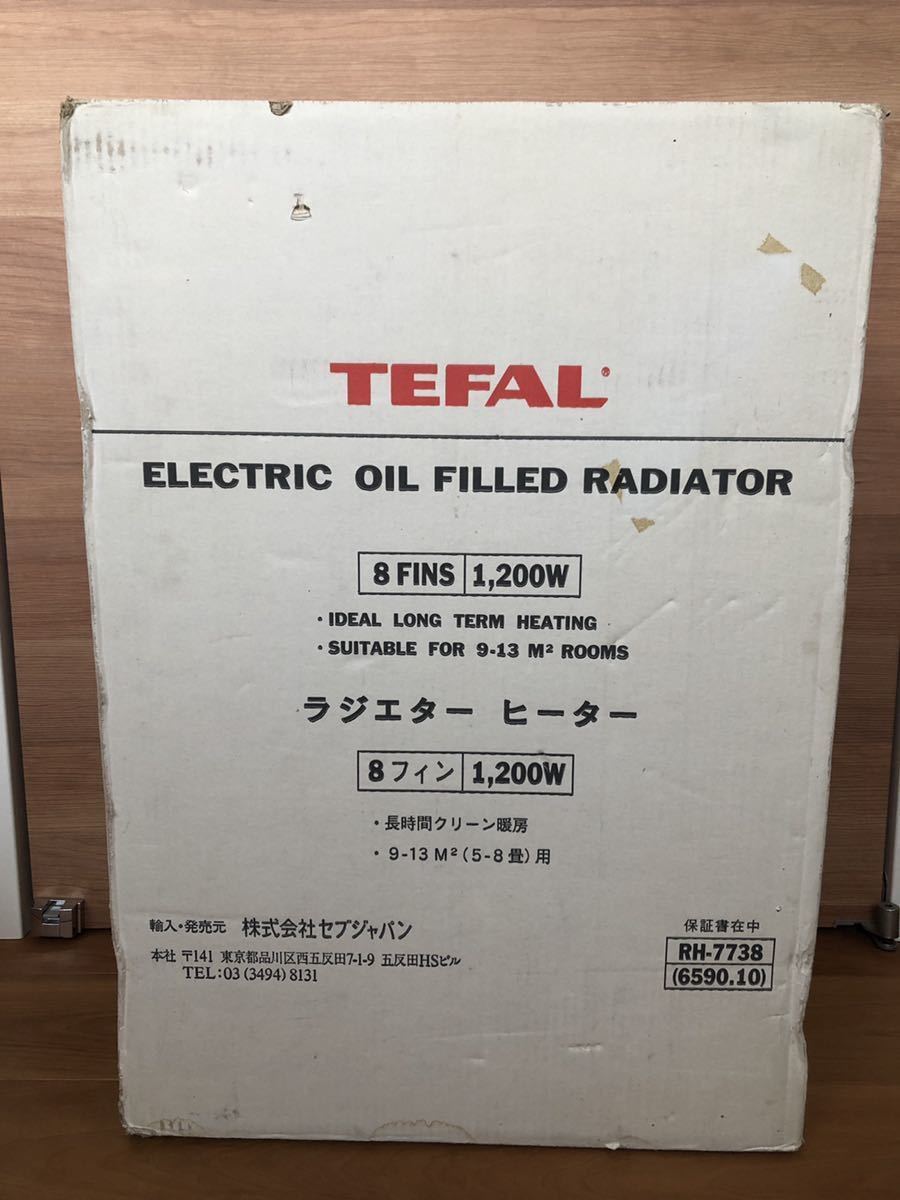 TEFAL®
ELECTRIC OIL FILLED RADIATOR
8 FINS 1,200W
・IDEAL LONG TERM HEATING
・SUITABLE FOR 9-13 M² ROOMS
ラジエター ヒーター
8フィン 1,200W
・長時間クリーン暖房
・9-13 M²(5-8畳)用
輸入・発売元 株式会社セブジャパン
本社 〒141 東京都品川区西五反田7-1-9 五反田HSビル
TEL:03(3494)8131
保証書在中
RH-7738
(6590.10)